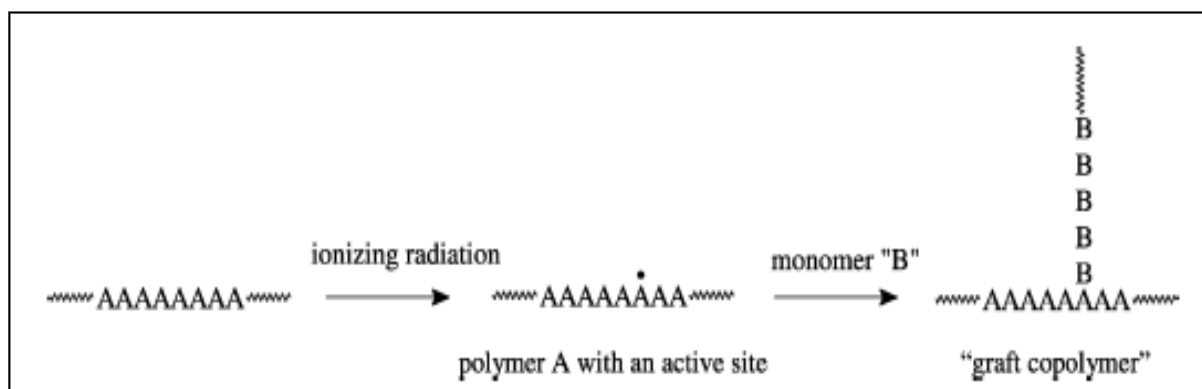 B
B
B
B
B
ionizing radiation
monomer "B"
AAAAAAAA
AAAAAAAA
AAAAAAAA
polymer A with an active site
“graft copolymer”